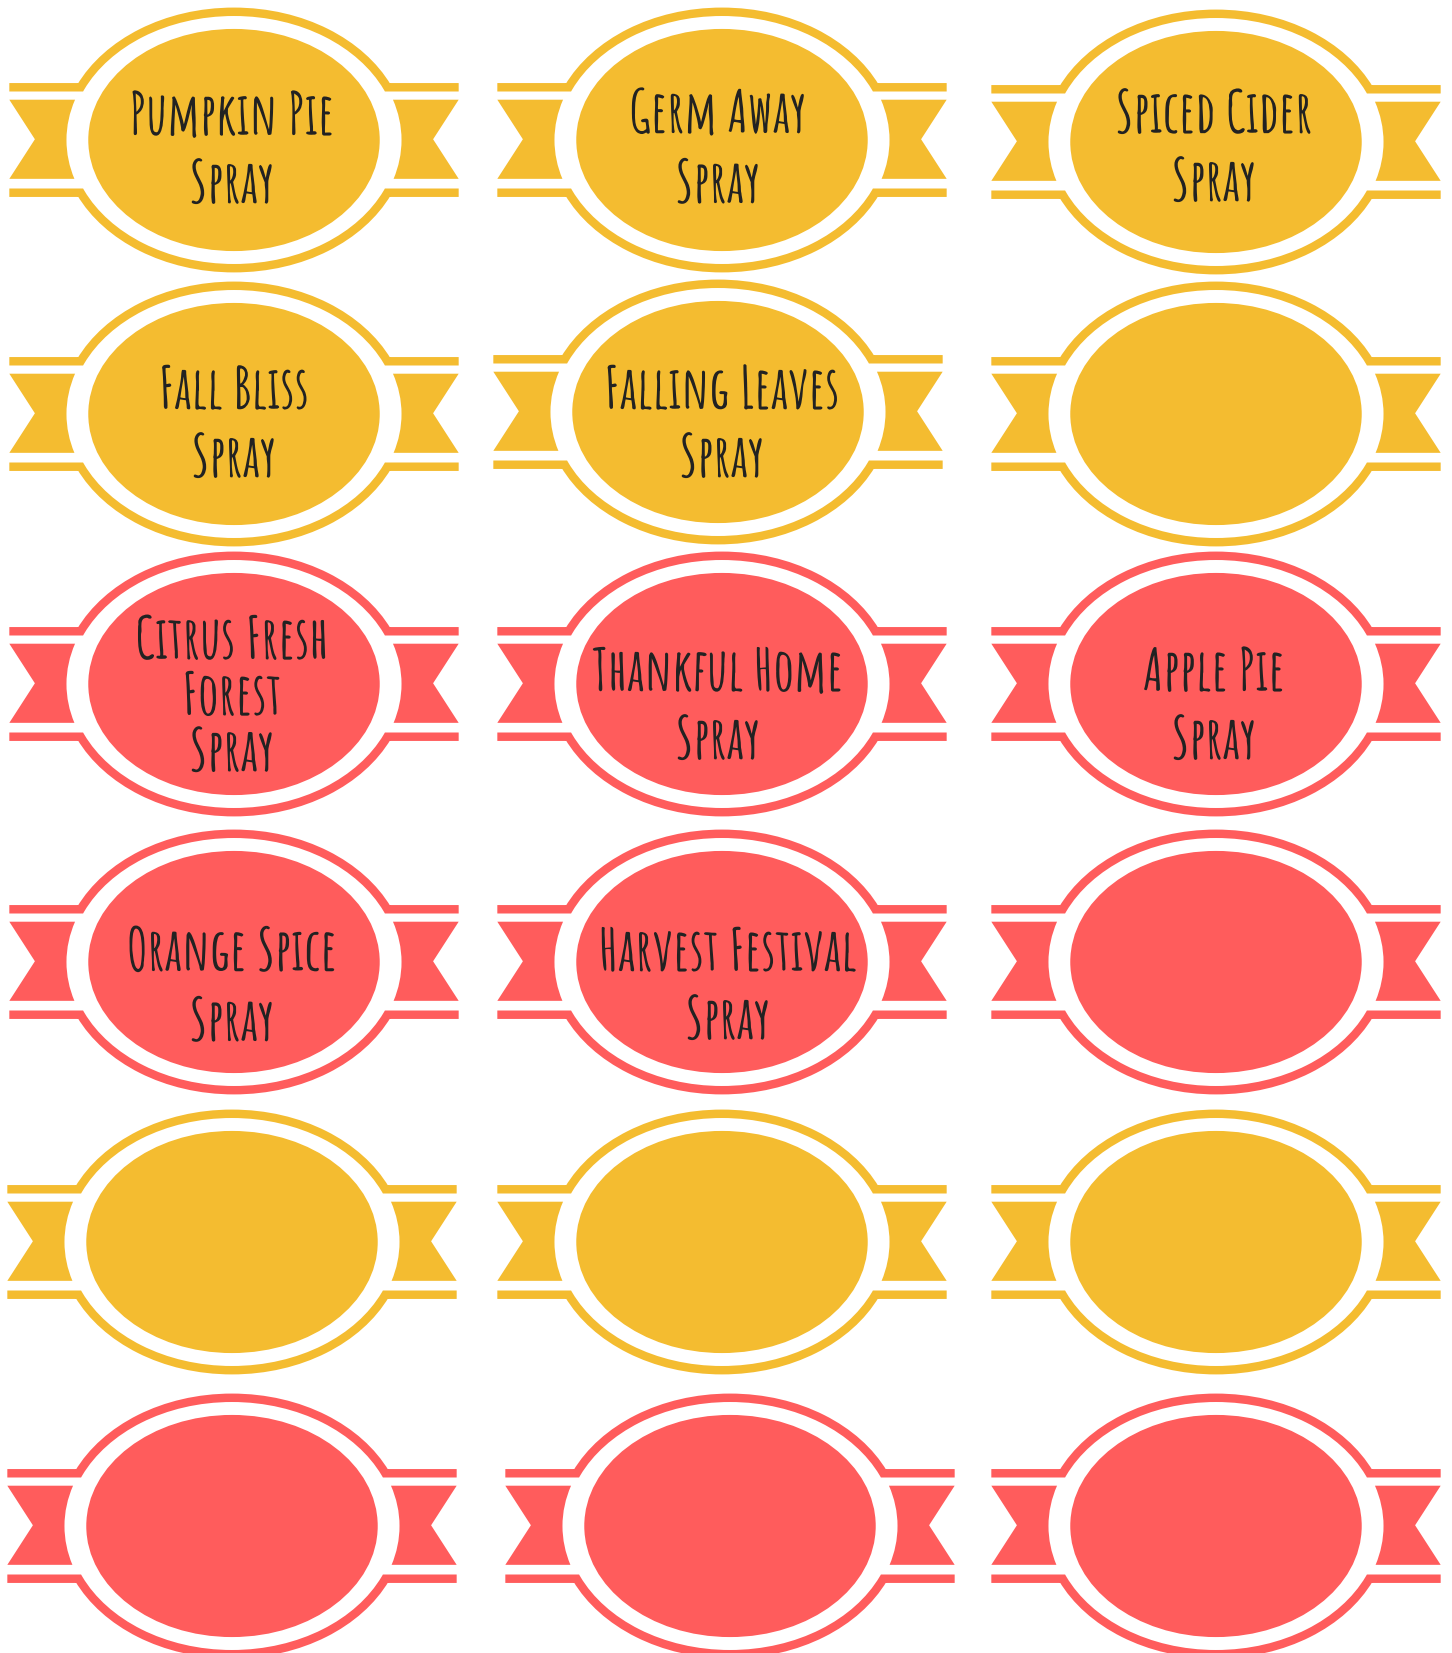 Pumpkin Pie
Spray
Germ Away
Spray
Spiced Cider
Spray
Fall Bliss
Spray
Falling Leaves
Spray
Citrus Fresh
Forest
Spray
Thankful Home
Spray
Apple Pie
Spray
Orange Spice
Spray
Harvest Festival
Spray